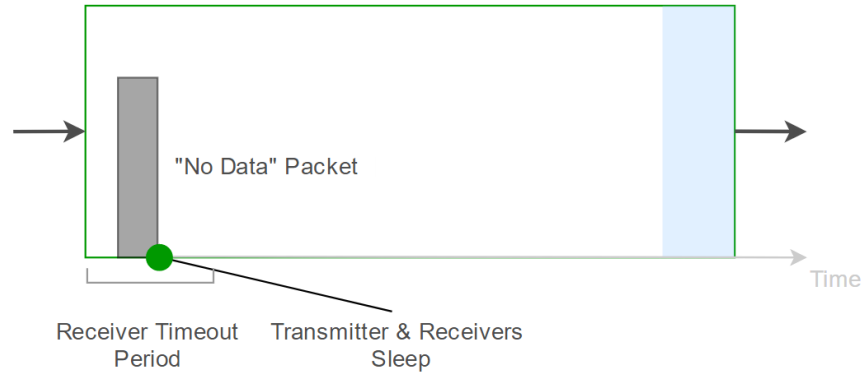 "No Data" Packet
Time
Receiver Timeout
Period
Transmitter & Receivers
Sleep